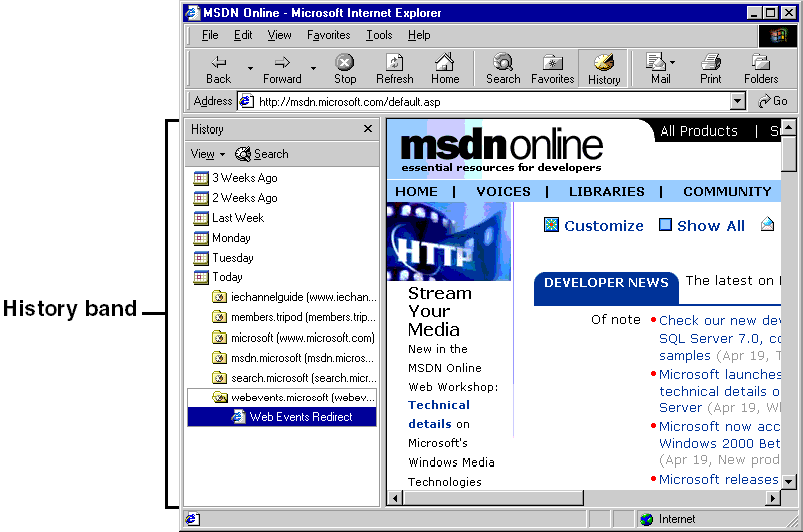 MSDN Online - Microsoft Internet Explorer
File Edit View Favorites Tools Help
Back Forward Stop Refresh Home Search Favorites History Mail Print Folders
Address http://msdn.microsoft.com/default.asp Go
History band
History
View Search
3 Weeks Ago
2 Weeks Ago
Last Week
Monday
Tuesday
Today
iechannelguide (www.iechan...
members.tripod (members.trip...
microsoft (www.microsoft.com)
msdn.microsoft (msdn.micros...
search.microsoft (search.micr...
webevents.microsoft (webev...
Web Events Redirect
All Products |
msdn online
essential resources for developers
HOME | VOICES | LIBRARIES | COMMUNITY
HTTP
Customize Show All
Stream
Your
Media
New in the
MSDN Online
Web Workshop:
Technical
details on
Microsoft's
Windows Media
Technologies
DEVELOPER NEWS The latest on
Of note • Check our new dev
SQL Server 7.0, co
samples (Apr 19, T
• Microsoft launches
technical details o
Server (Apr 19, W
• Microsoft now acc
Windows 2000 Bet
(Apr 19, New prod
• Microsoft releases
Internet